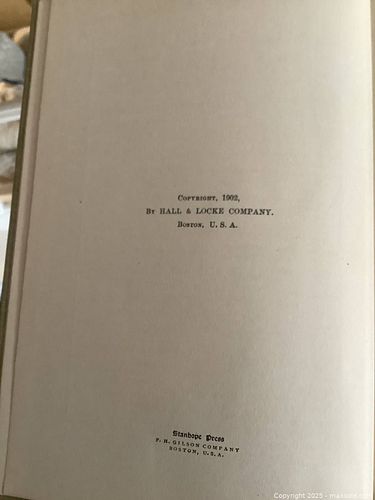 Copyright, 1902,
By HALL & LOCKE COMPANY.
Boston, U. S. A.
Stanhope Press
F. H. GILSON COMPANY
BOSTON, U.S.A.
Copyright 2025 -